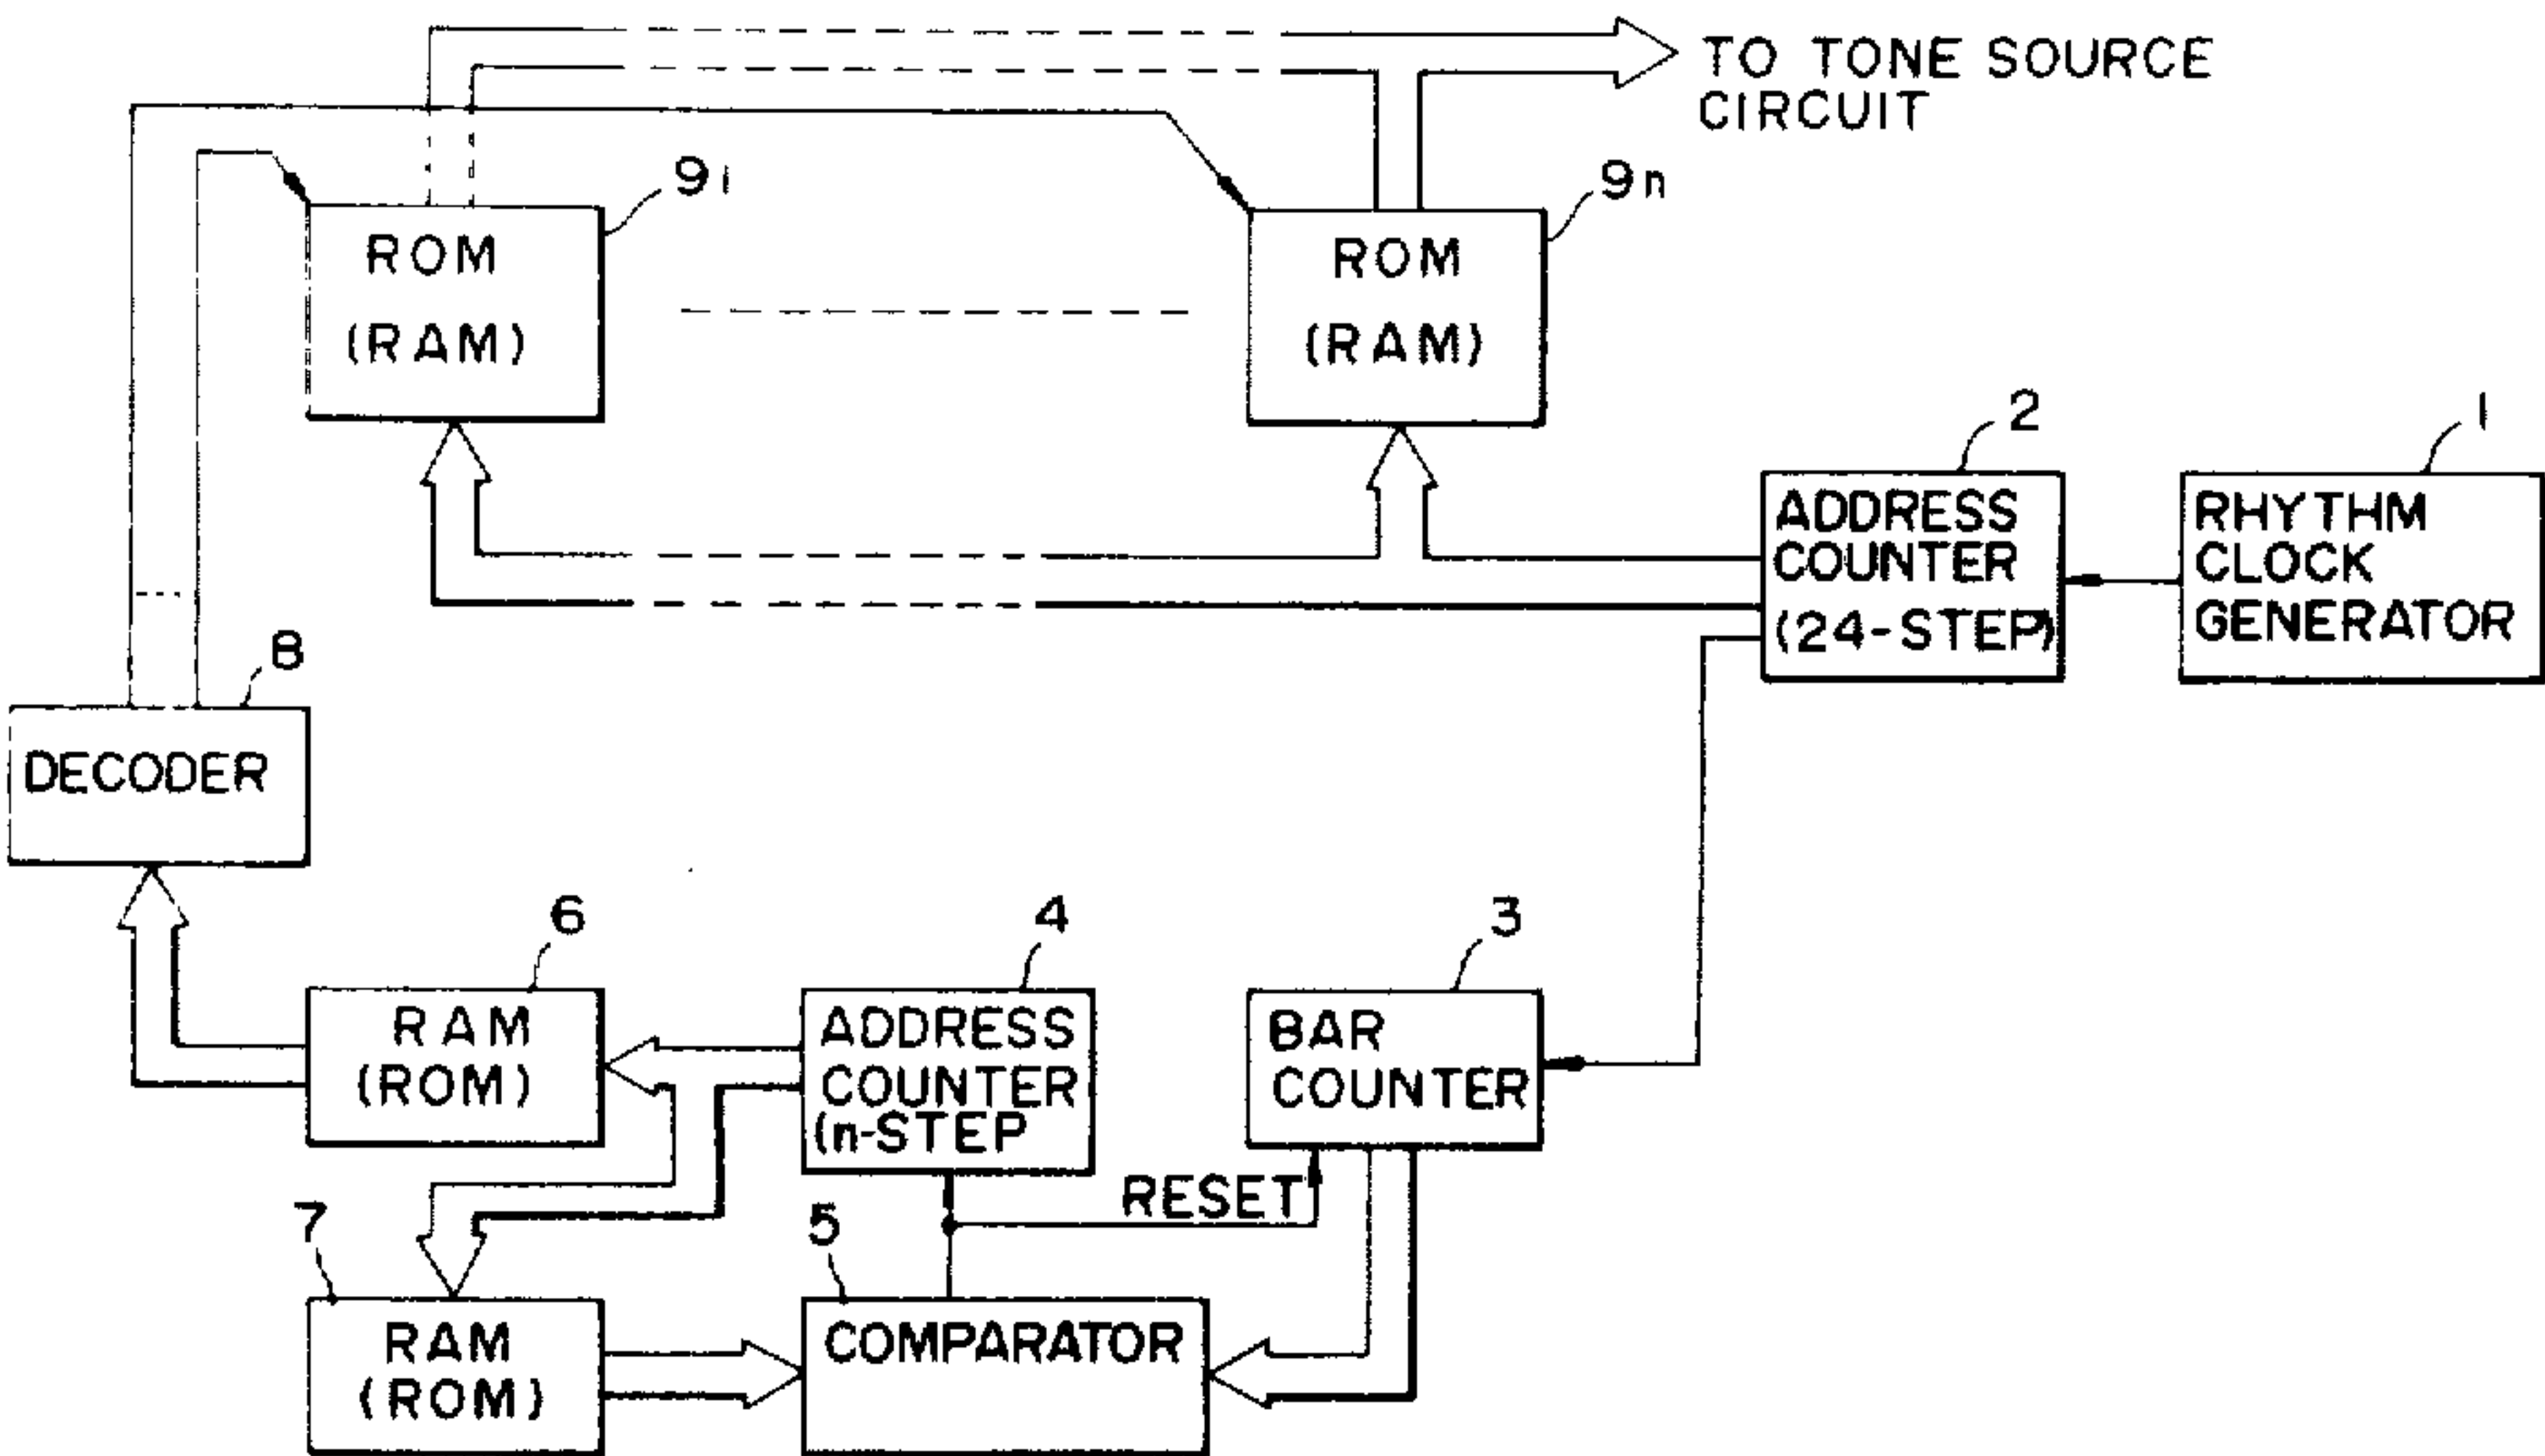 TO TONE SOURCE
CIRCUIT
91
9n
ROM
(RAM)
ROM
(RAM)
2
1
ADDRESS
COUNTER
(24-STEP)
RHYTHM
CLOCK
GENERATOR
8
DECODER
6
4
3
RAM
(ROM)
ADDRESS
COUNTER
(n-STEP
BAR
COUNTER
RESET
7
5
RAM
(ROM)
COMPARATOR